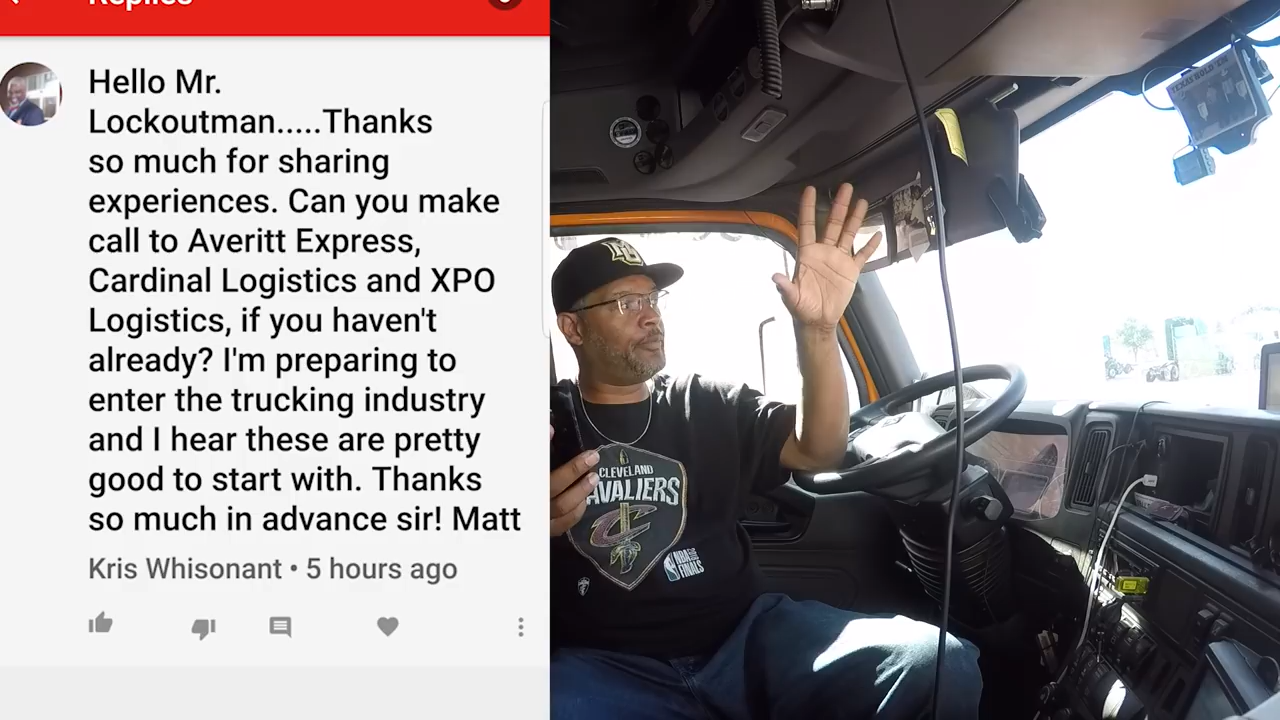 Replies
Hello Mr.
Lockoutman.....Thanks
so much for sharing
experiences. Can you make
call to Averitt Express,
Cardinal Logistics and XPO
Logistics, if you haven't
already? I'm preparing to
enter the trucking industry
and I hear these are pretty
good to start with. Thanks
so much in advance sir! Matt
Kris Whisonant • 5 hours ago
TEXAS HOLD 'EM
CLEVELAND
CAVALIERS
NBA
FINALS